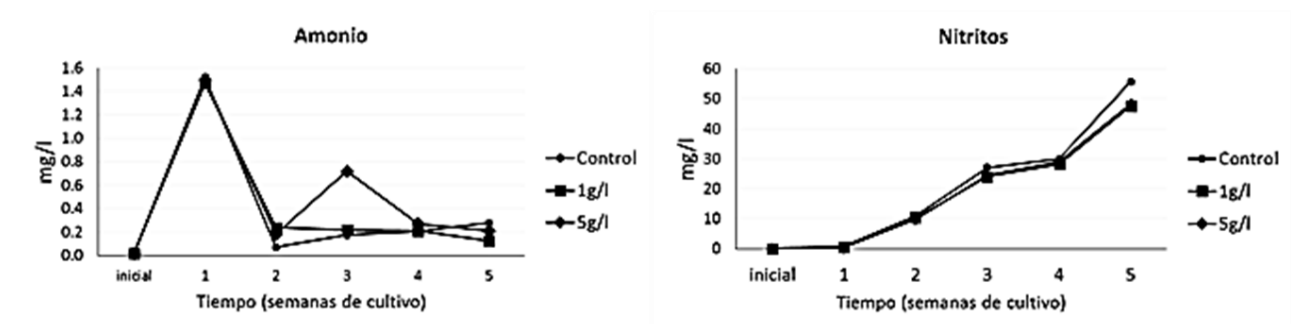 Amonio
1.6
1.4
1.2
1.0
0.8
0.6
0.4
0.2
0.0
mg/l
inicial 1 2 3 4 5
Tiempo (semanas de cultivo)
Control
1g/l
5g/l
Nitritos
60
50
40
30
20
10
0
mg/l
inicial 1 2 3 4 5
Tiempo (semanas de cultivo)
Control
1g/l
5g/l